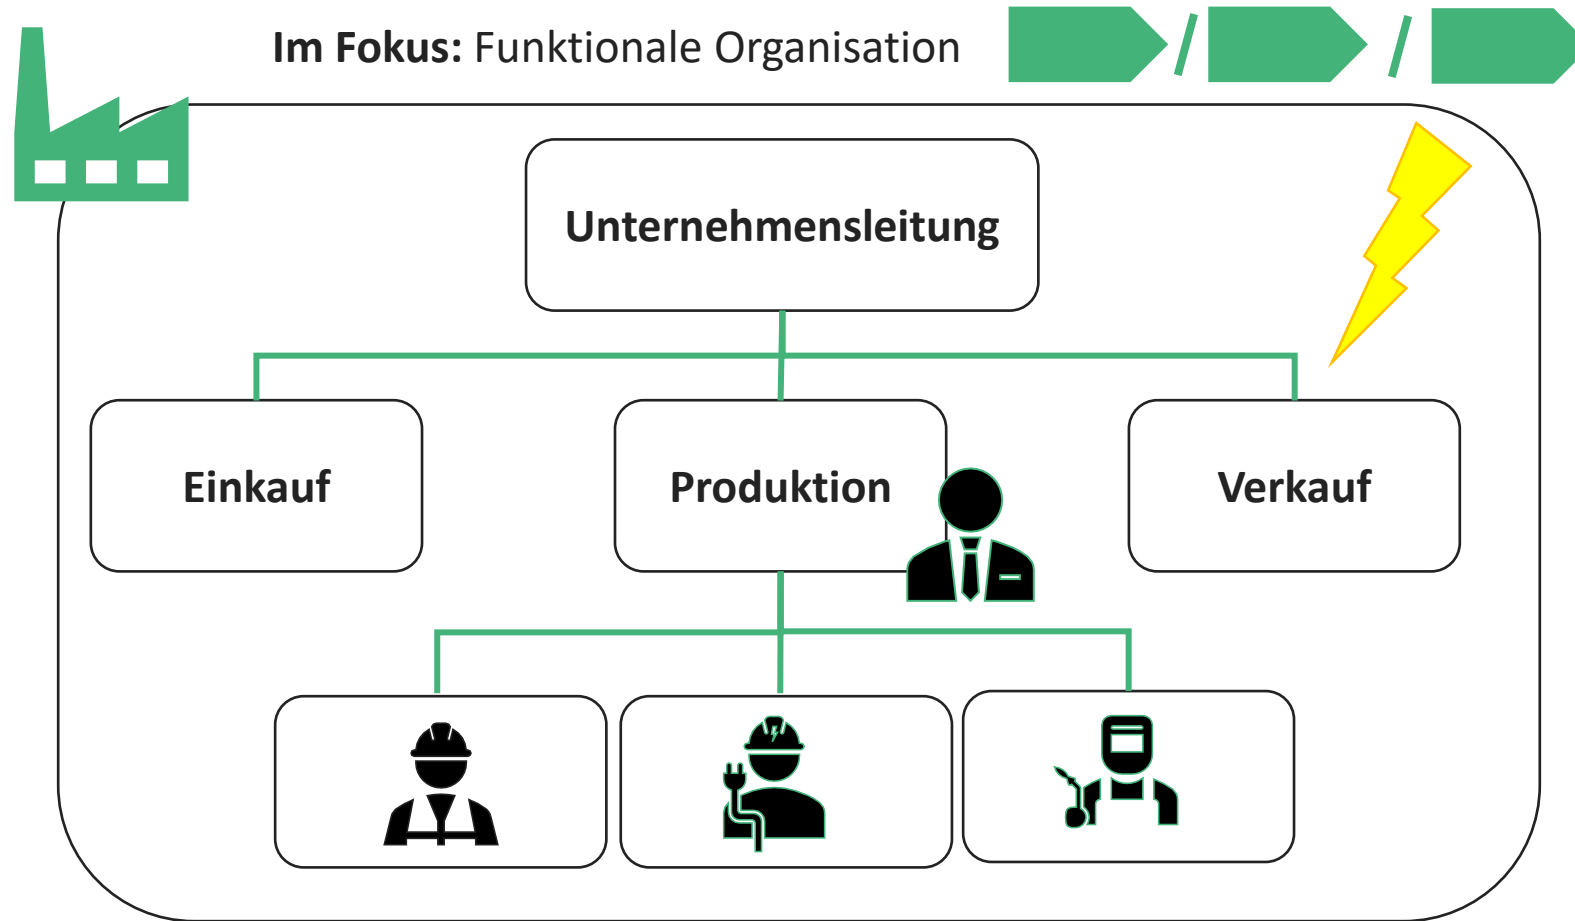 Im Fokus: Funktionale Organisation
Unternehmensleitung
Einkauf
Produktion
Verkauf